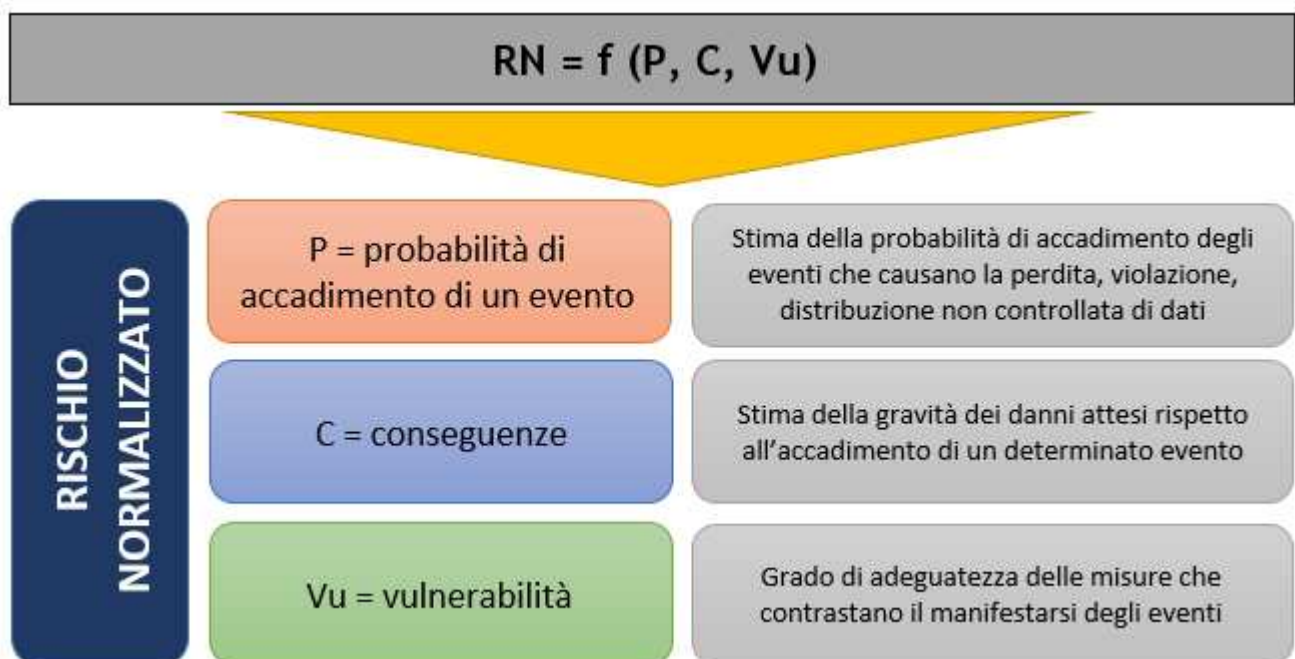 RN = f (P, C, Vu)
RISCHIO
NORMALIZZATO
P = probabilità di
accadimento di un evento
Stima della probabilità di accadimento degli
eventi che causano la perdita, violazione,
distribuzione non controllata di dati
C = conseguenze
Stima della gravità dei danni attesi rispetto
all'accadimento di un determinato evento
Vu = vulnerabilità
Grado di adeguatezza delle misure che
contrastano il manifestarsi degli eventi